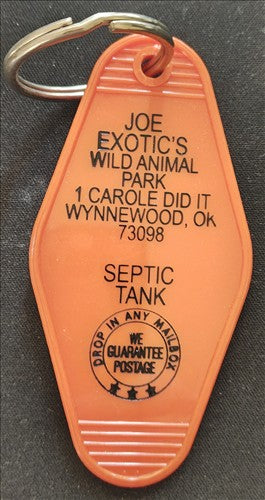 JOE
EXOTIC'S
WILD ANIMAL
PARK
1 CAROLE DID IT
WYNNEWOOD, OK
73098
SEPTIC
TANK
DROP IN ANY MAILBOX
WE
GUARANTEE
POSTAGE